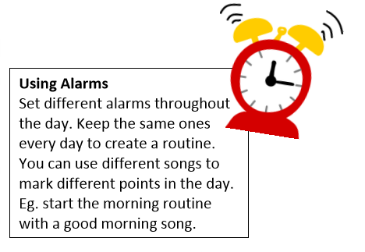 Using Alarms
Set different alarms throughout
the day. Keep the same ones
every day to create a routine.
You can use different songs to
mark different points in the day.
Eg. start the morning routine
with a good morning song.